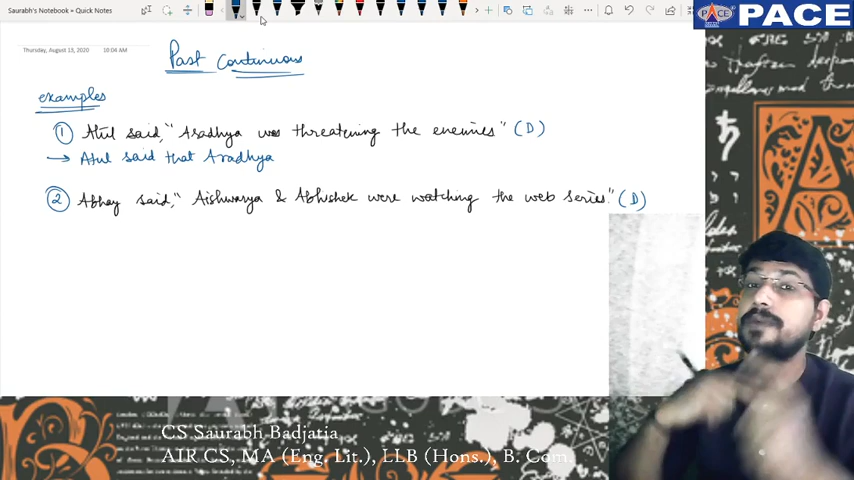 Saurabh's Notebook » Quick Notes
PACE
PACE
Thursday, August 13, 2020 10:04 AM
Past Continuous
examples
① Atul said, "Aradhya was threatening the enemies" (D)
→ Atul said that Aradhya
② Abhay said, "Aishwarya & Abhishek were watching the web series." (D)
CS Saurabh Badjatia
AIR CS, MA (Eng. Lit.), LLB (Hons.), B. Com.